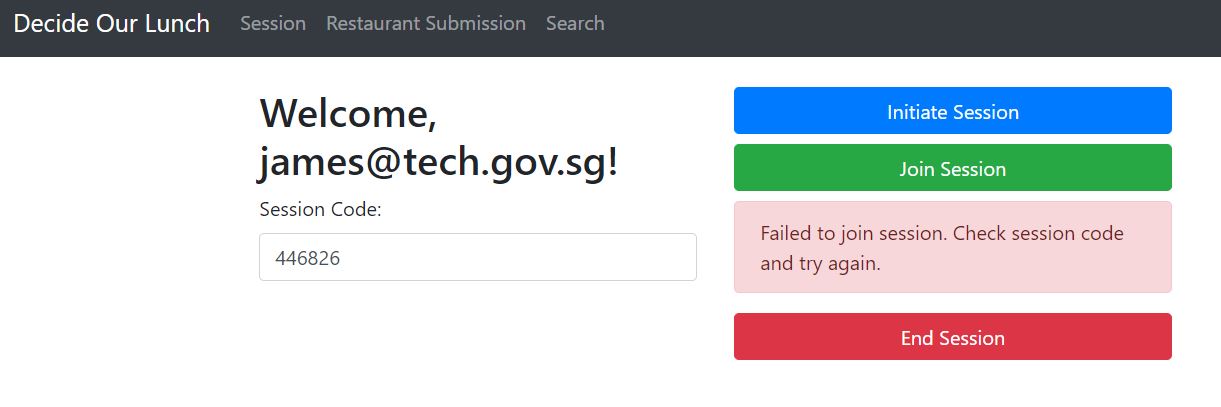 Decide Our Lunch Session Restaurant Submission Search
Welcome,
james@tech.gov.sg!
Session Code:
446826
Initiate Session
Join Session
Failed to join session. Check session code
and try again.
End Session